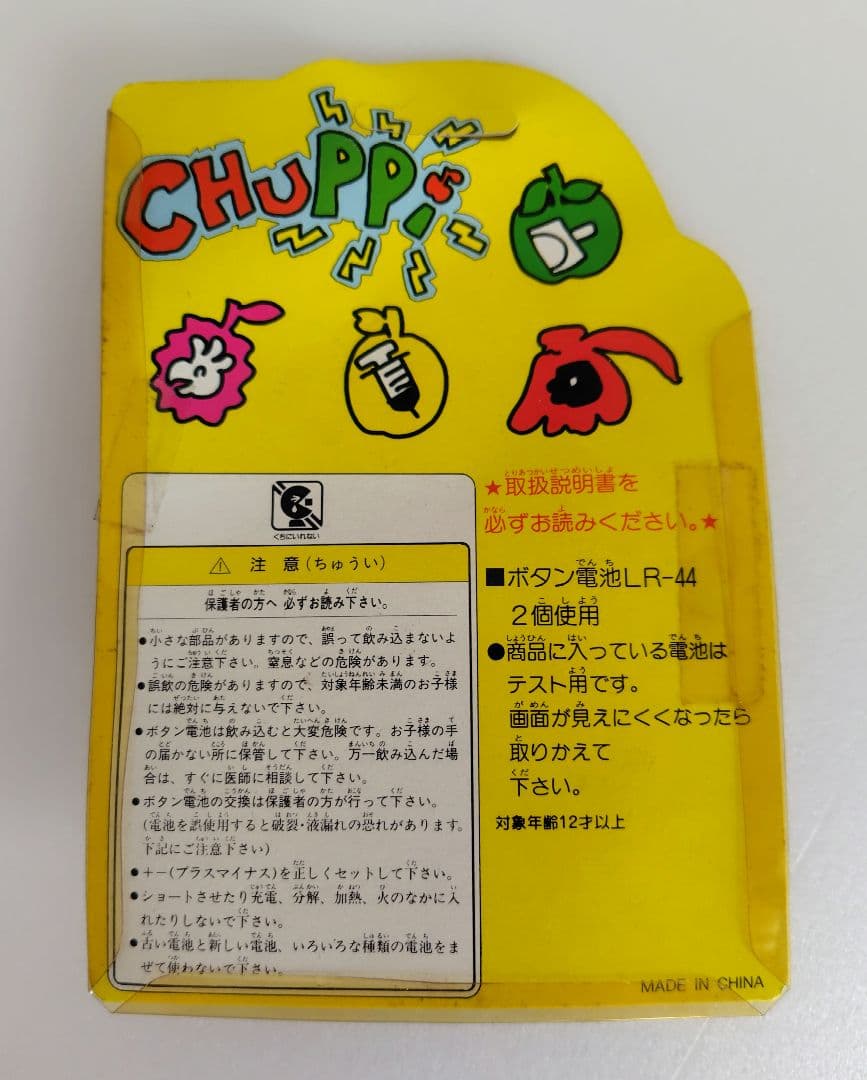 CHUPPi
くちにいれない
⚠ 注意(ちゅうい)
保護者の方へ 必ずお読み下さい。
●小さな部品がありますので、誤って飲み込まないよ
うにご注意下さい。窒息などの危険があります。
●誤飲の危険がありますので、対象年齢未満のお子様
には絶対に与えないで下さい。
●ボタン電池は飲み込むと大変危険です。お子様の手
の届かない所に保管して下さい。万一飲み込んだ場
合は、すぐに医師に相談して下さい。
●ボタン電池の交換は保護者の方が行って下さい。
(電池を誤使用すると破裂・液漏れの恐れがあります。
下記にご注意下さい)
●+-(プラスマイナス)を正しくセットして下さい。
●ショートさせたり充電、分解、加熱、火のなかに入
れたりしないで下さい。
●古い電池と新しい電池、いろいろな種類の電池をま
ぜて使わないで下さい。
★取扱説明書を
必ずお読みください。★
■ボタン電池LR-44
2個使用
●商品に入っている電池は
テスト用です。
画面が見えにくくなったら
取りかえて
下さい。
対象年齢12才以上
MADE IN CHINA